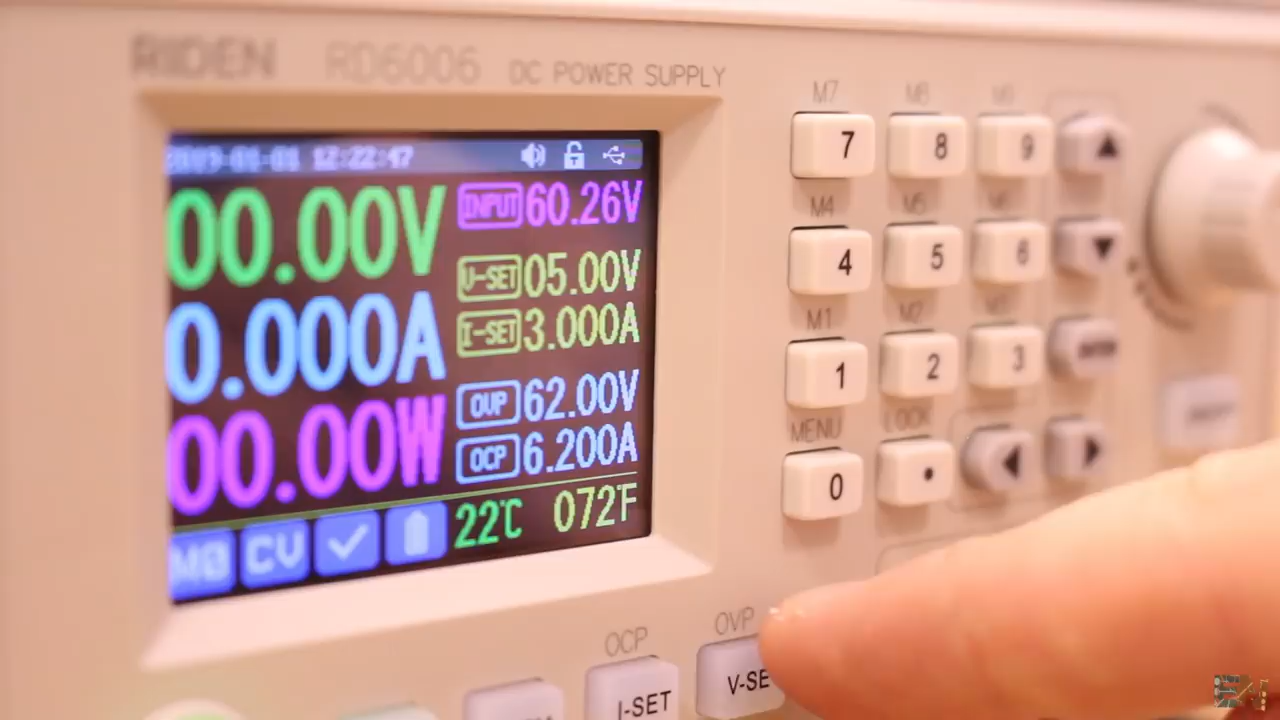 RIDEN RD6006 DC POWER SUPPLY
2019-01-01 12:22:47
00.00V
0.000A
00.00W
INPUT 60.26V
U-SET 05.00V
I-SET 3.000A
OVP 62.00V
OCP 6.200A
M0 CV 22°C 072°F
M7 M8 M9
7 8 9
M4 M5 M6
4 5 6
M1 M2 M3
1 2 3
ENTER
MENU LOCK
0 .
OCP OVP
I-SET V-SE